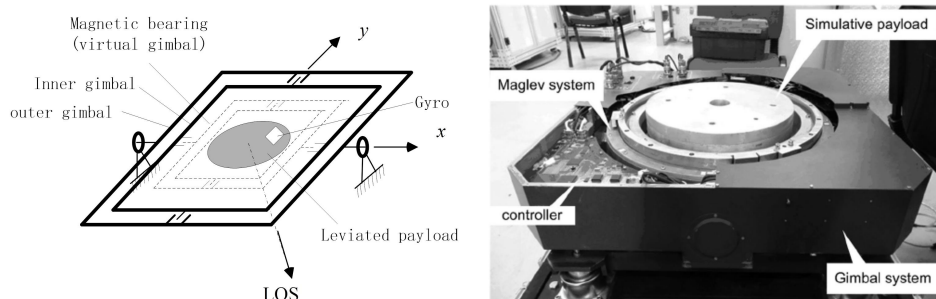 Magnetic bearing
(virtual gimbal)
Inner gimbal
outer gimbal
y
Gyro
x
Leviated payload
LOS
Simulative payload
Maglev system
controller
Gimbal system